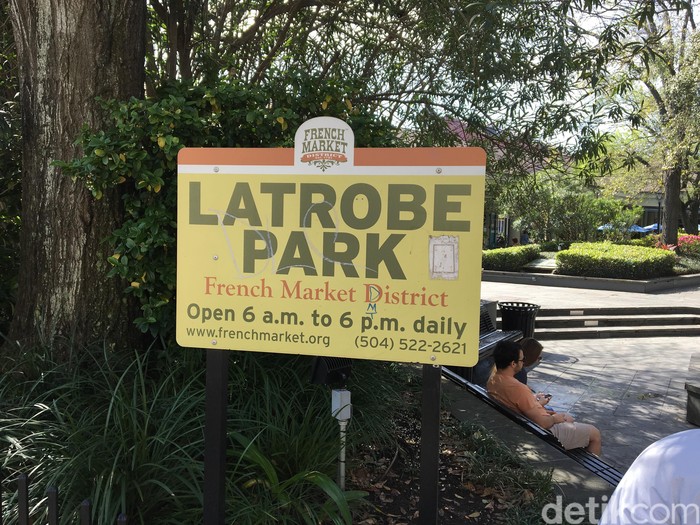 FRENCH
MARKET
DISTRICT
LATROBE
PARK
French Market District
Open 6 a.m. to 6 p.m. daily
www.frenchmarket.org (504) 522-2621
detikcom